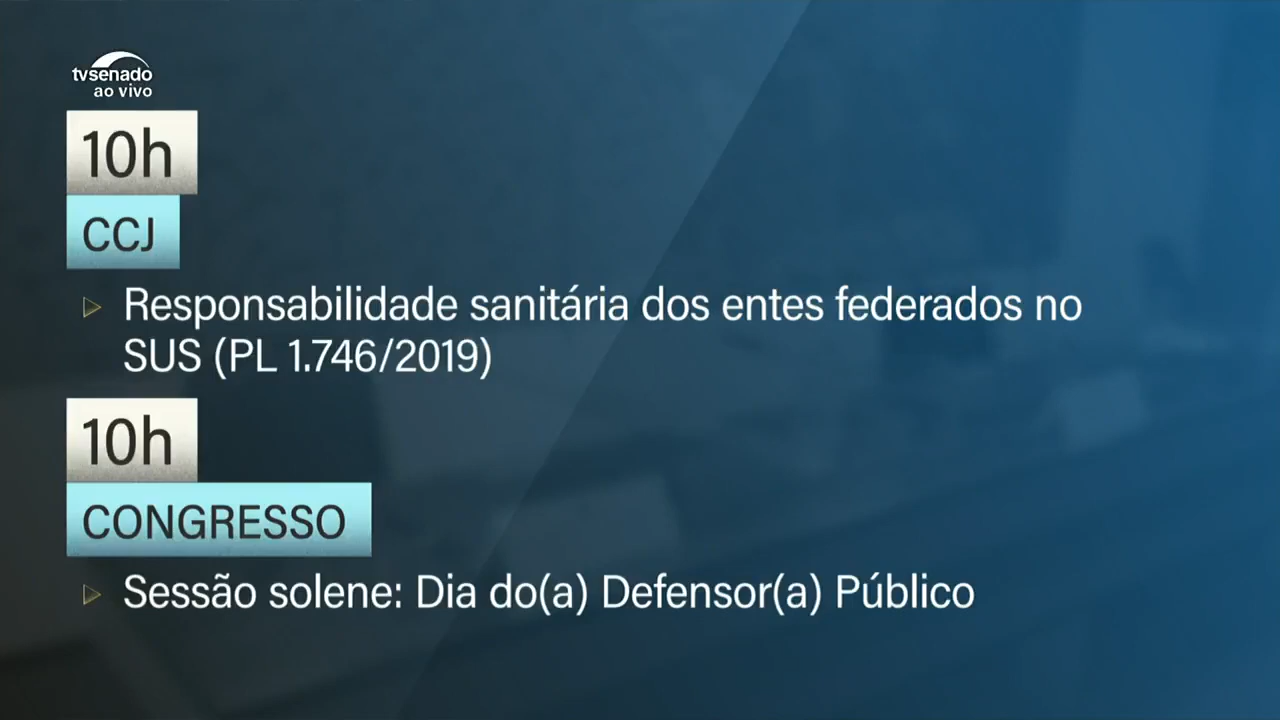 tvsenado
ao vivo
10h
CCJ
Responsabilidade sanitária dos entes federados no
SUS (PL 1.746/2019)
10h
CONGRESSO
Sessão solene: Dia do(a) Defensor(a) Público